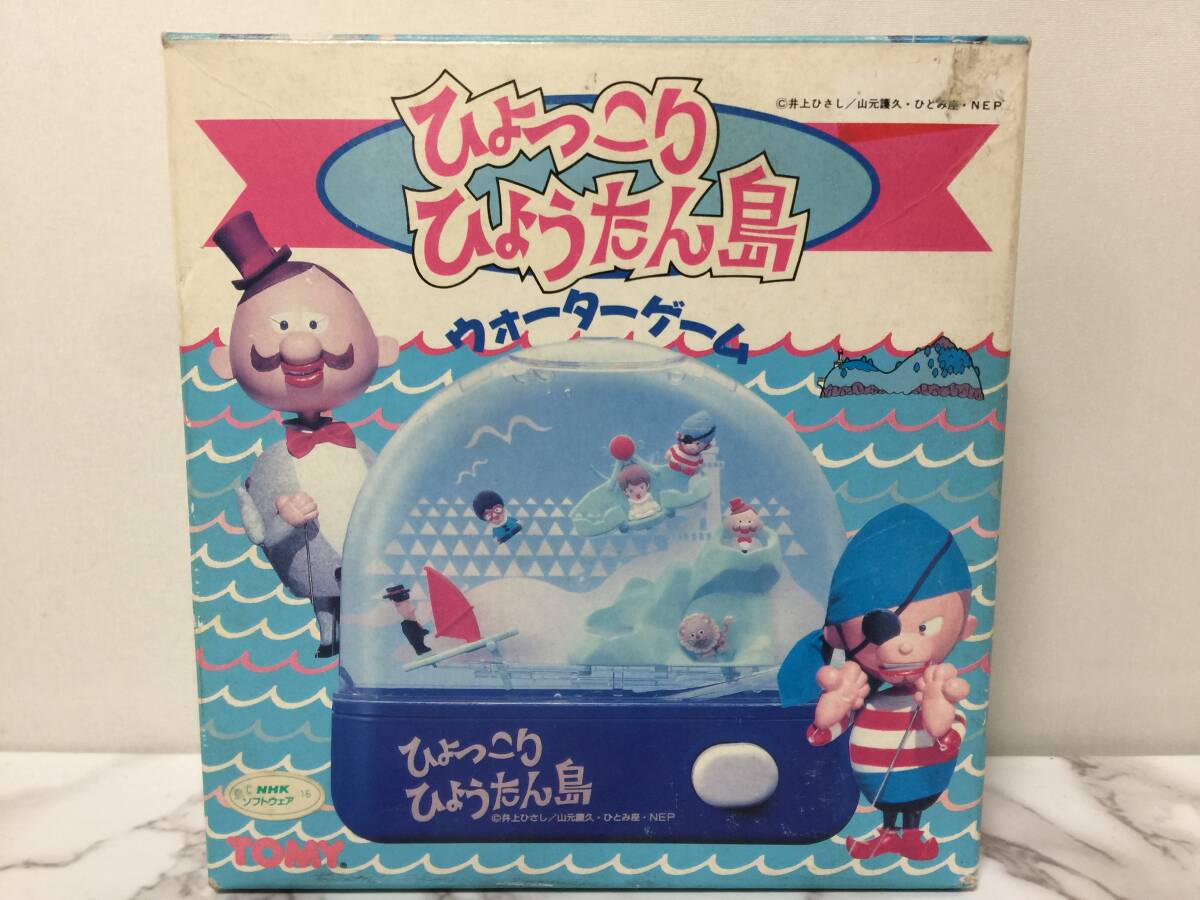 ©井上ひさし／山元護久・ひとみ座・NEP
ひょっこり
ひょうたん島
ウォーターゲーム
ひょっこり
ひょうたん島
©井上ひさし／山元護久・ひとみ座・NEP
NHK
ソフトウェア
16
TOMY®